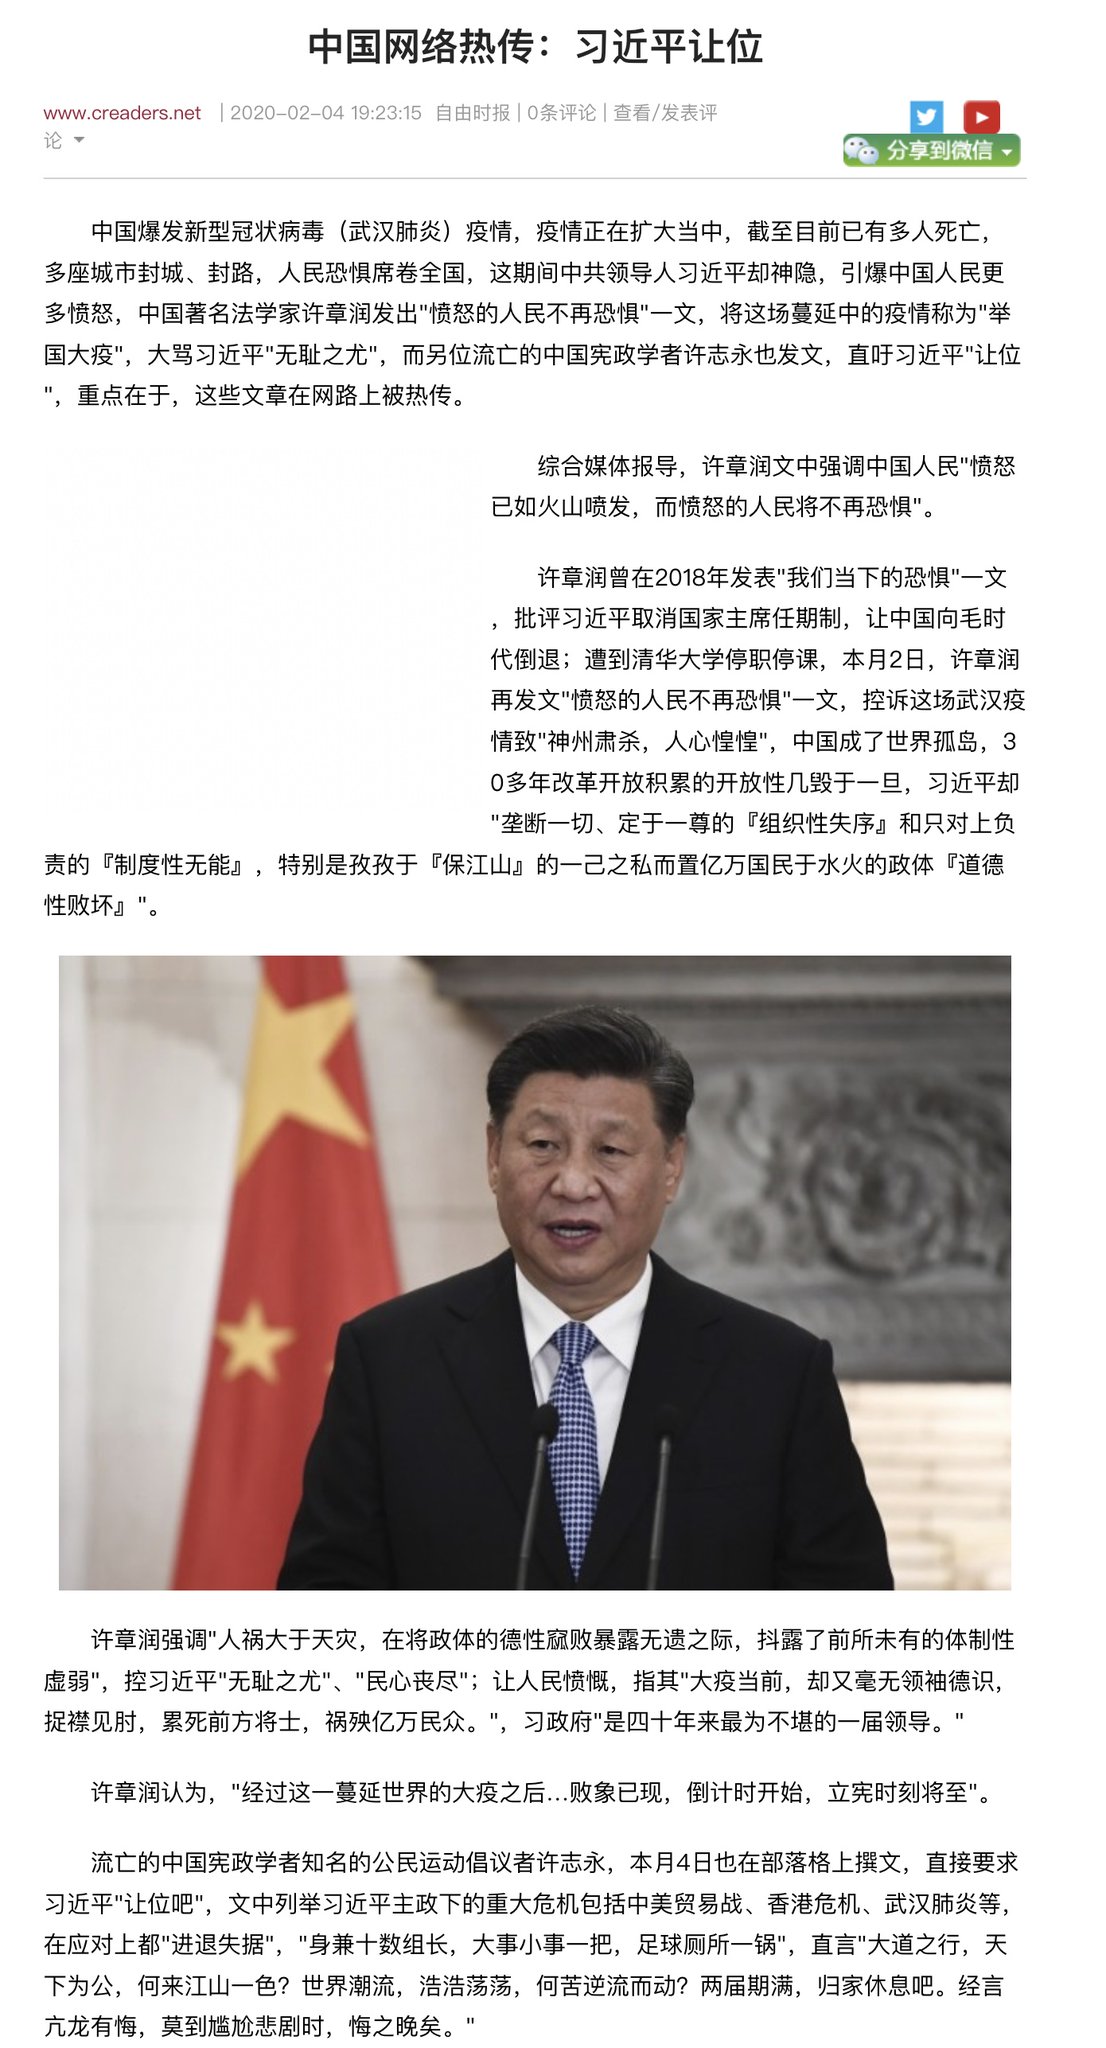 中国网络热传：习近平让位
www.creaders.net | 2020-02-04 19:23:15 自由时报 | 0条评论 | 查看/发表评
论
分享到微信
中国爆发新型冠状病毒（武汉肺炎）疫情，疫情正在扩大当中，截至目前已有多人死亡，
多座城市封城、封路，人民恐惧席卷全国，这期间中共领导人习近平却神隐，引爆中国人民更
多愤怒，中国著名法学家许章润发出"愤怒的人民不再恐惧"一文，将这场蔓延中的疫情称为"举
国大疫"，大骂习近平"无耻之尤"，而另位流亡的中国宪政学者许志永也发文，直吁习近平"让位
"，重点在于，这些文章在网路上被热传。
综合媒体报导，许章润文中强调中国人民"愤怒
已如火山喷发，而愤怒的人民将不再恐惧"。
许章润曾在2018年发表"我们当下的恐惧"一文
，批评习近平取消国家主席任期制，让中国向毛时
代倒退；遭到清华大学停职停课，本月2日，许章润
再发文"愤怒的人民不再恐惧"一文，控诉这场武汉疫
情致"神州肃杀，人心惶惶"，中国成了世界孤岛，3
0多年改革开放积累的开放性几毁于一旦，习近平却
"垄断一切、定于一尊的『组织性失序』和只对上负
责的『制度性无能』，特别是孜孜于『保江山』的一己之私而置亿万国民于水火的政体『道德
性败坏』"。
许章润强调"人祸大于天灾，在将政体的德性窳败暴露无遗之际，抖露了前所未有的体制性
虚弱"，控习近平"无耻之尤"、"民心丧尽"；让人民愤慨，指其"大疫当前，却又毫无领袖德识，
捉襟见肘，累死前方将士，祸殃亿万民众。"，习政府"是四十年来最为不堪的一届领导。"
许章润认为，"经过这一蔓延世界的大疫之后...败象已现，倒计时开始，立宪时刻将至"。
流亡的中国宪政学者知名的公民运动倡议者许志永，本月4日也在部落格上撰文，直接要求
习近平"让位吧"，文中列举习近平主政下的重大危机包括中美贸易战、香港危机、武汉肺炎等，
在应对上都"进退失据"，"身兼十数组长，大事小事一把，足球厕所一锅"，直言"大道之行，天
下为公，何来江山一色？世界潮流，浩浩荡荡，何苦逆流而动？两届期满，归家休息吧。经言
亢龙有悔，莫到尴尬悲剧时，悔之晚矣。"